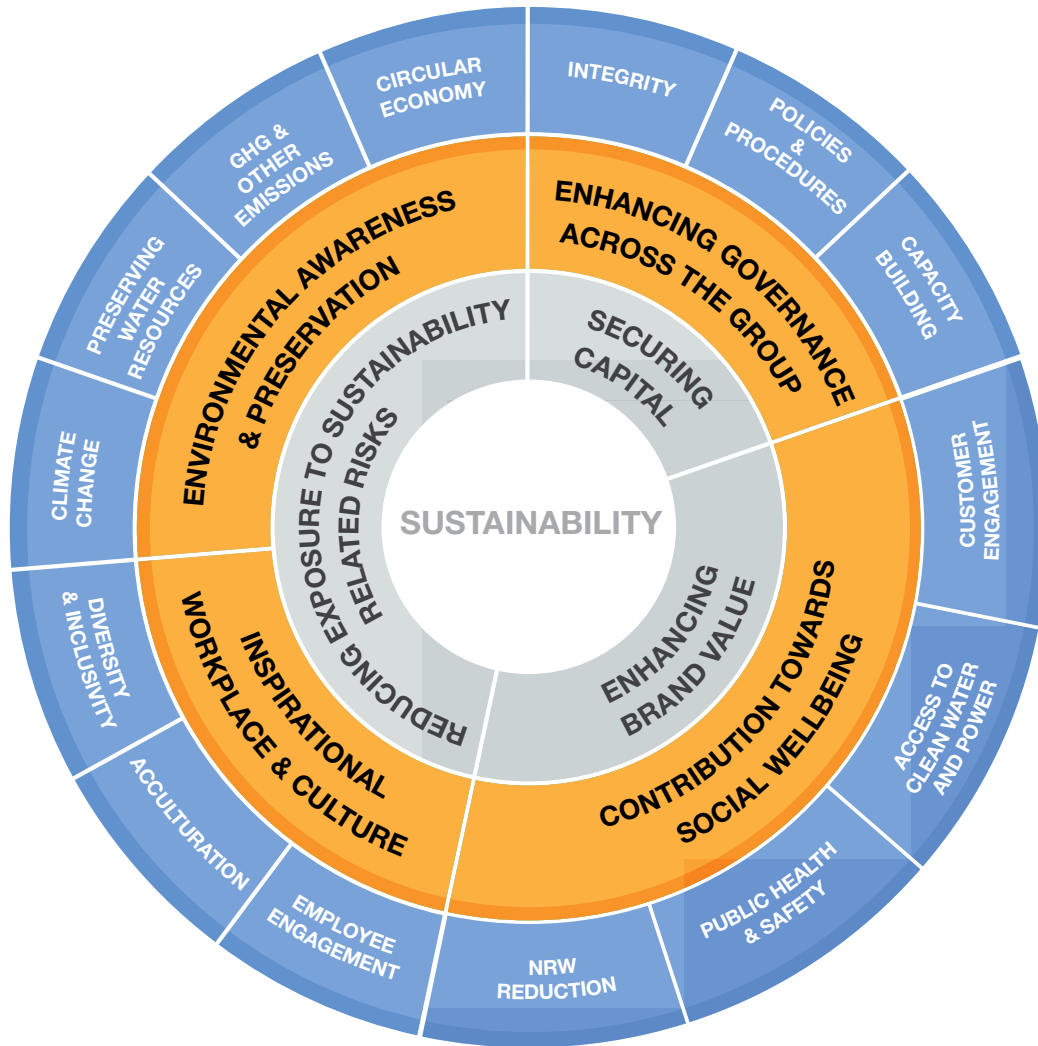 SUSTAINABILITY
SECURING
CAPITAL
ENHANCING
BRAND VALUE
REDUCING EXPOSURE TO SUSTAINABILITY
RELATED RISKS
ENHANCING GOVERNANCE
ACROSS THE GROUP
CONTRIBUTION TOWARDS
SOCIAL WELLBEING
INSPIRATIONAL
WORKPLACE & CULTURE
ENVIRONMENTAL AWARENESS
& PRESERVATION
INTEGRITY
POLICIES
&
PROCEDURES
CAPACITY
BUILDING
CUSTOMER
ENGAGEMENT
ACCESS TO
CLEAN WATER
AND POWER
PUBLIC HEALTH
& SAFETY
NRW
REDUCTION
EMPLOYEE
ENGAGEMENT
ACCULTURATION
DIVERSITY
& INCLUSIVITY
CLIMATE
CHANGE
PRESERVING
WATER
RESOURCES
GHG &
OTHER
EMISSIONS
CIRCULAR
ECONOMY